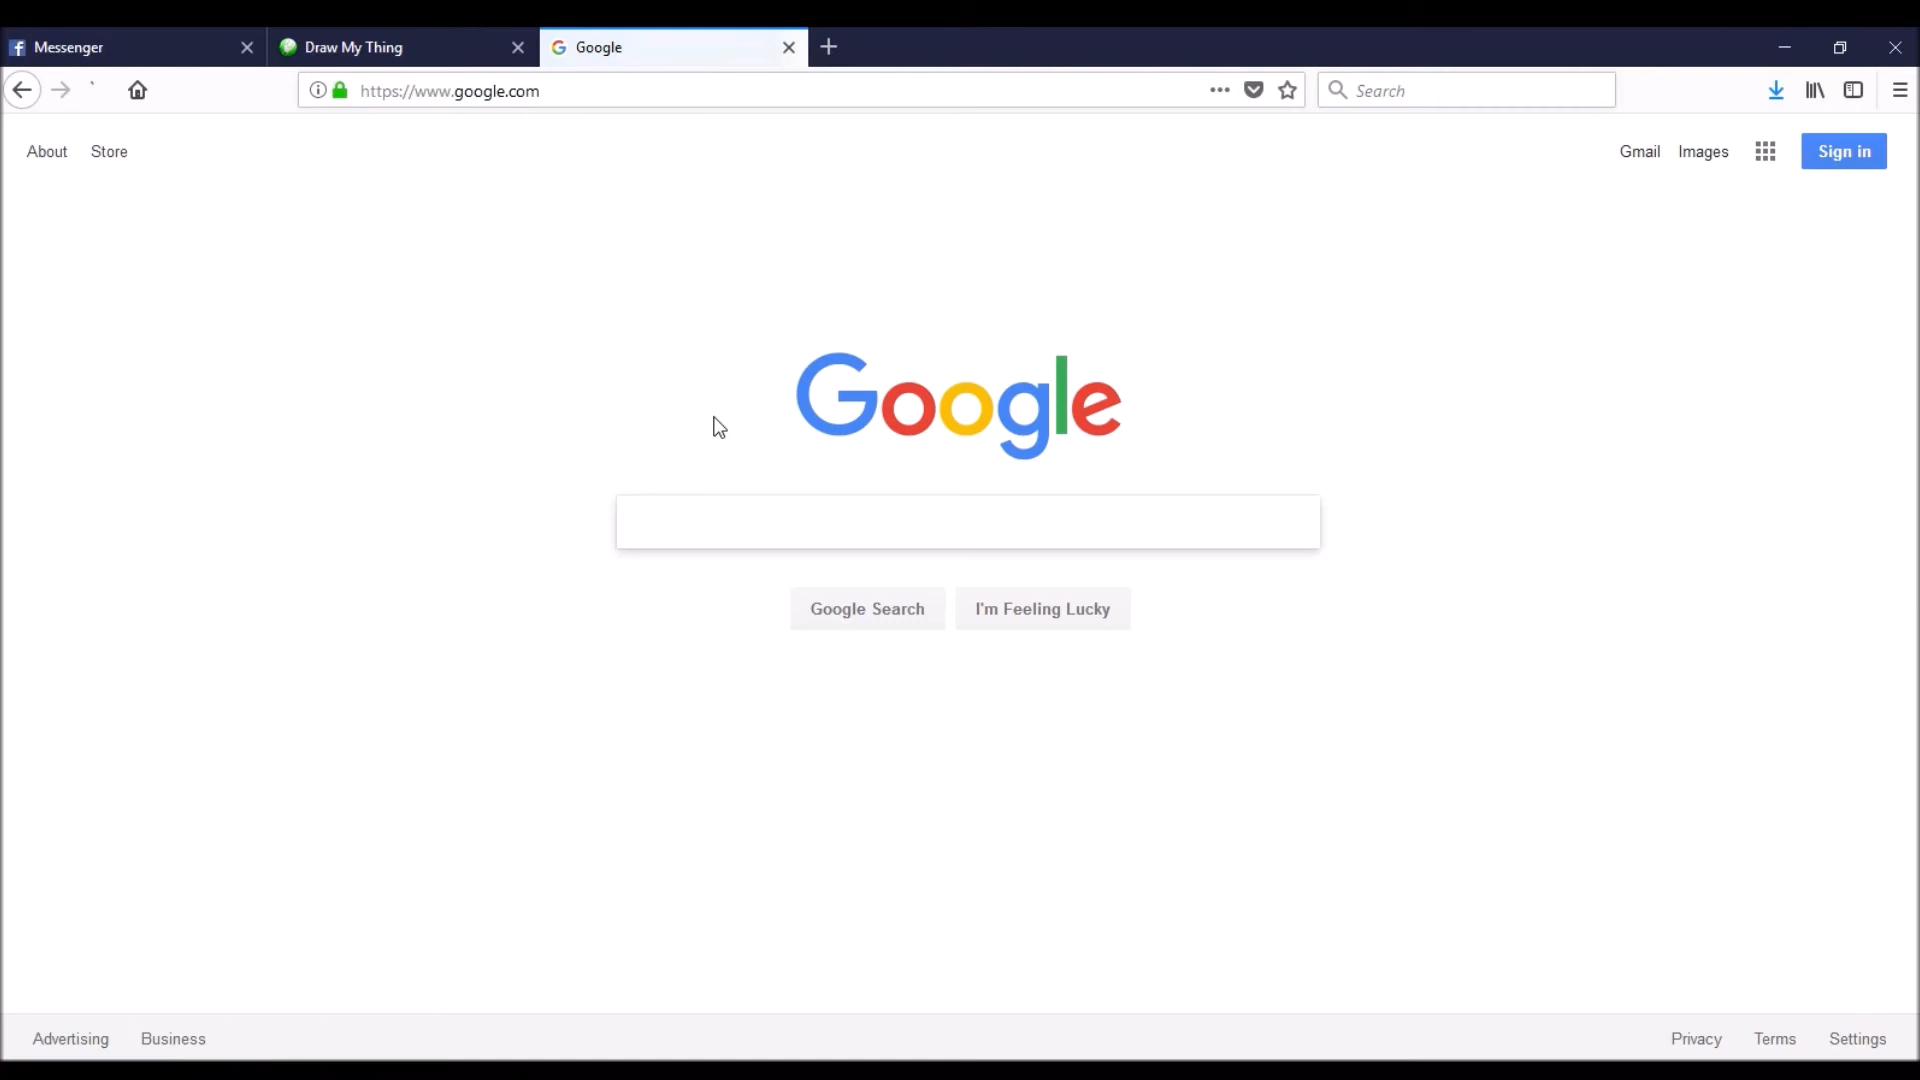 Messenger
Draw My Thing
Google
https://www.google.com
Search
About
Store
Gmail
Images
Sign in
Google
Google Search
I'm Feeling Lucky
Advertising
Business
Privacy
Terms
Settings